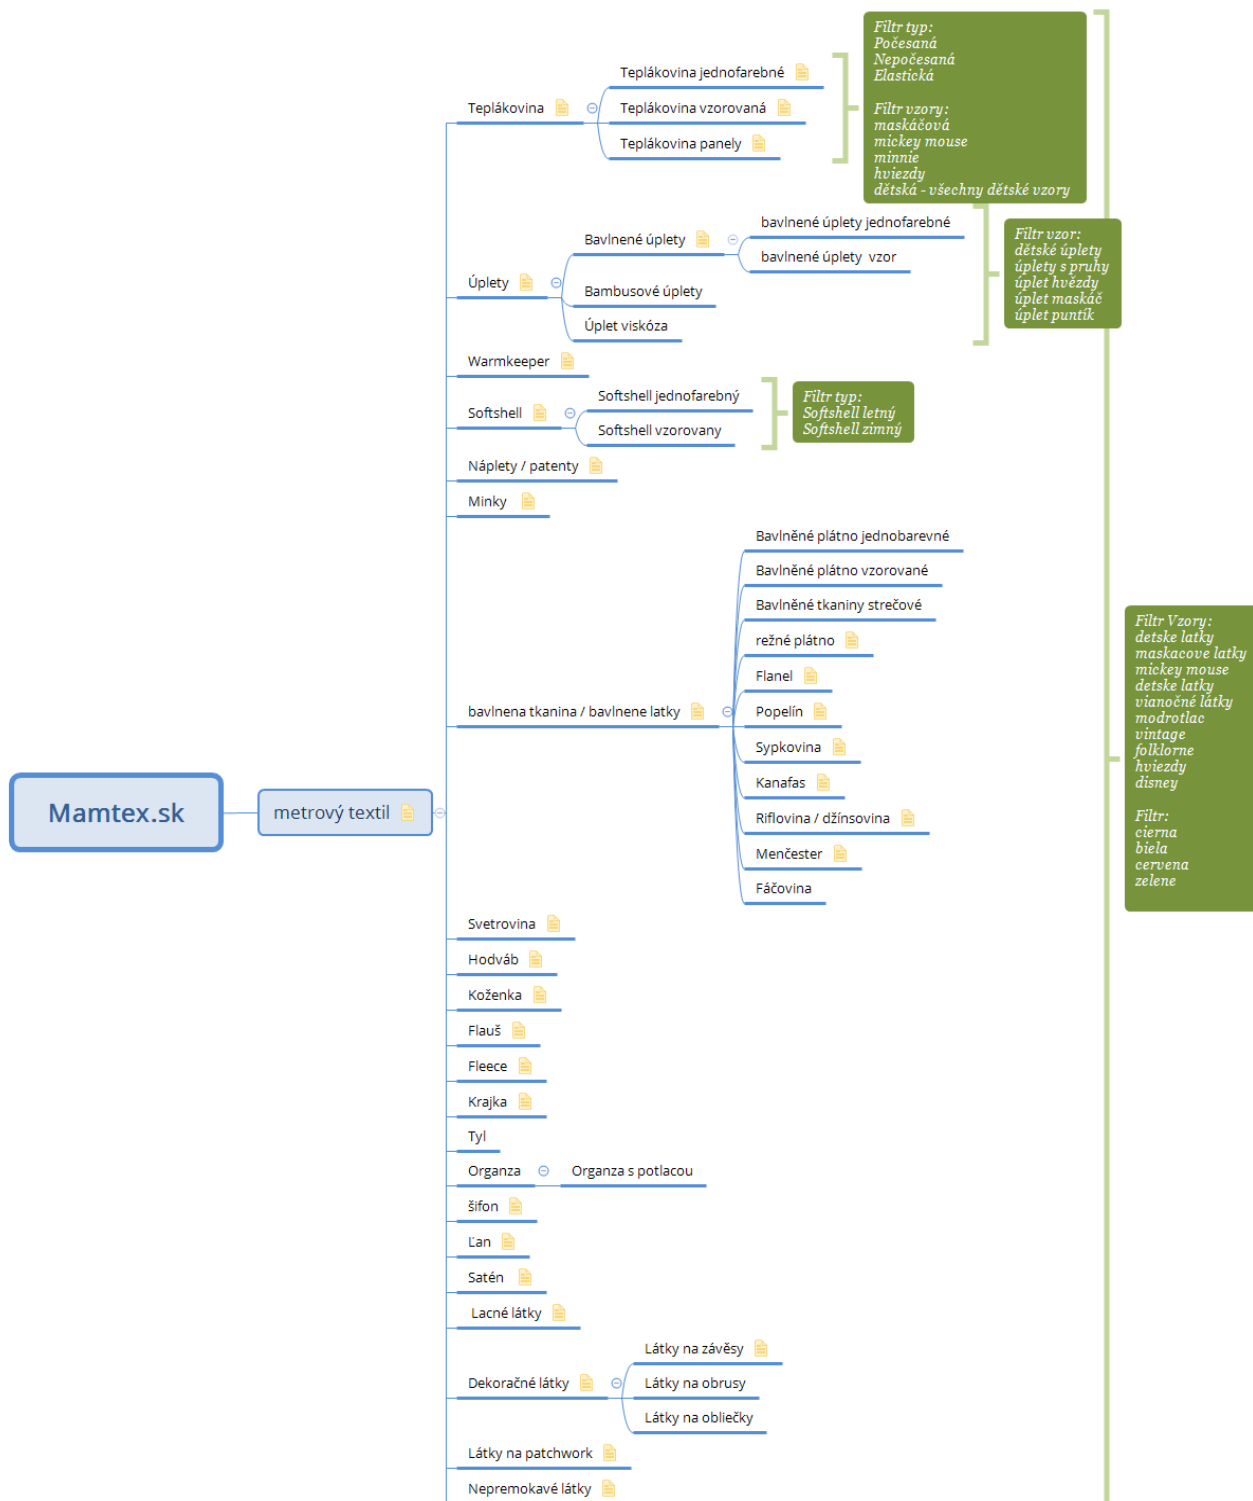 Mamtex.sk
metrový textil
Teplákovina
Teplákovina jednofarebné
Teplákovina vzorovaná
Teplákovina panely
Filtr typ:
Počesaná
Nepočesaná
Elastická
Filtr vzory:
maskáčová
mickey mouse
minnie
hviezdy
dětská - všechny dětské vzory
Úplety
Bavlnené úplety
bavlnené úplety jednofarebné
bavlnené úplety  vzor
Bambusové úplety
Úplet viskóza
Filtr vzor:
dětské úplety
úplety s pruhy
úplet hvězdy
úplet maskáč
úplet puntík
Warmkeeper
Softshell
Softshell jednofarebný
Softshell vzorovany
Filtr typ:
Softshell letný
Softshell zimný
Náplety / patenty
Minky
bavlnena tkanina / bavlnene latky
Bavlněné plátno jednobarevné
Bavlněné plátno vzorované
Bavlněné tkaniny strečové
režné plátno
Flanel
Popelín
Sypkovina
Kanafas
Riflovina / džínsovina
Menčester
Fáčovina
Svetrovina
Hodváb
Koženka
Flauš
Fleece
Krajka
Tyl
Organza
Organza s potlacou
šifon
Ľan
Satén
Lacné látky
Dekoračné látky
Látky na závěsy
Látky na obrusy
Látky na obliečky
Látky na patchwork
Nepremokavé látky
Filtr Vzory:
detske latky
maskacove latky
mickey mouse
detske latky
vianočné látky
modrotlac
vintage
folklorne
hviezdy
disney
Filtr:
cierna
biela
cervena
zelene